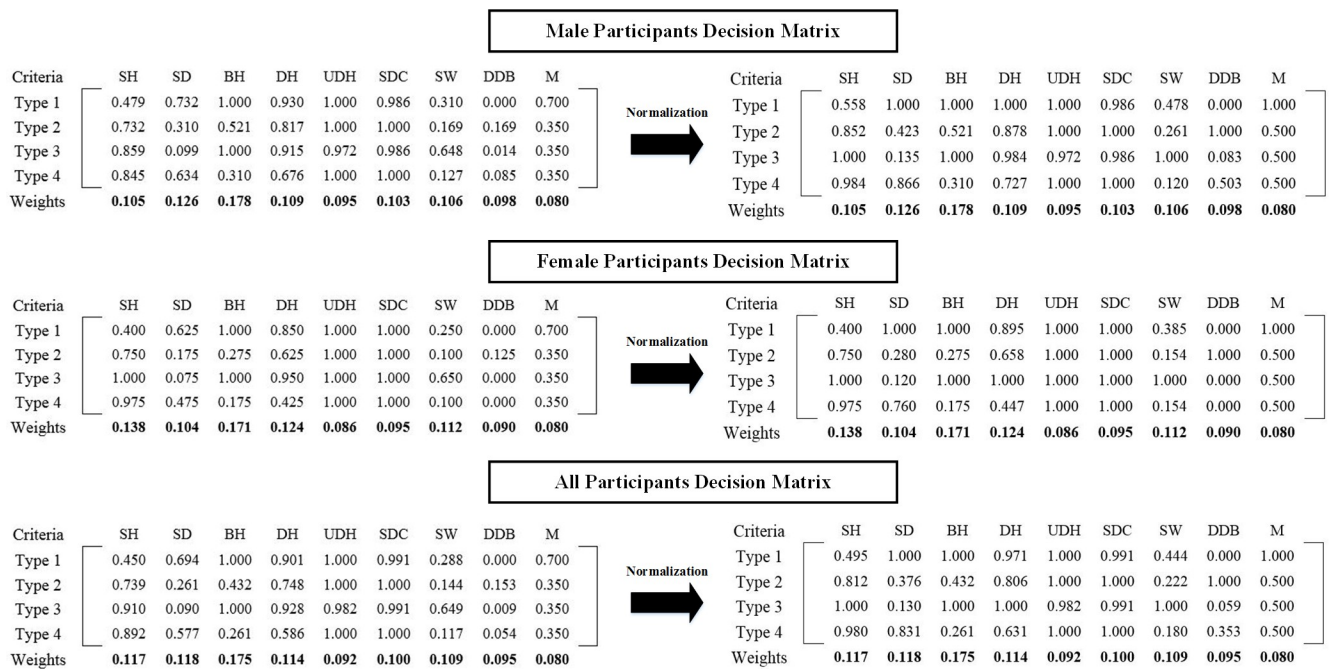 Male Participants Decision Matrix
Criteria SH SD BH DH UDH SDC SW DDB M
Type 1 0.479 0.732 1.000 0.930 1.000 0.986 0.310 0.000 0.700
Type 2 0.732 0.310 0.521 0.817 1.000 1.000 0.169 0.169 0.350
Type 3 0.859 0.099 1.000 0.915 0.972 0.986 0.648 0.014 0.350
Type 4 0.845 0.634 0.310 0.676 1.000 1.000 0.127 0.085 0.350
Weights 0.105 0.126 0.178 0.109 0.095 0.103 0.106 0.098 0.080
Normalization
Criteria SH SD BH DH UDH SDC SW DDB M
Type 1 0.558 1.000 1.000 1.000 1.000 0.986 0.478 0.000 1.000
Type 2 0.852 0.423 0.521 0.878 1.000 1.000 0.261 1.000 0.500
Type 3 1.000 0.135 1.000 0.984 0.972 0.986 1.000 0.083 0.500
Type 4 0.984 0.866 0.310 0.727 1.000 1.000 0.120 0.503 0.500
Weights 0.105 0.126 0.178 0.109 0.095 0.103 0.106 0.098 0.080
Female Participants Decision Matrix
Criteria SH SD BH DH UDH SDC SW DDB M
Type 1 0.400 0.625 1.000 0.850 1.000 1.000 0.250 0.000 0.700
Type 2 0.750 0.175 0.275 0.625 1.000 1.000 0.100 0.125 0.350
Type 3 1.000 0.075 1.000 0.950 1.000 1.000 0.650 0.000 0.350
Type 4 0.975 0.475 0.175 0.425 1.000 1.000 0.100 0.000 0.350
Weights 0.138 0.104 0.171 0.124 0.086 0.095 0.112 0.090 0.080
Normalization
Criteria SH SD BH DH UDH SDC SW DDB M
Type 1 0.400 1.000 1.000 0.895 1.000 1.000 0.385 0.000 1.000
Type 2 0.750 0.280 0.275 0.658 1.000 1.000 0.154 1.000 0.500
Type 3 1.000 0.120 1.000 1.000 1.000 1.000 1.000 0.000 0.500
Type 4 0.975 0.760 0.175 0.447 1.000 1.000 0.154 0.000 0.500
Weights 0.138 0.104 0.171 0.124 0.086 0.095 0.112 0.090 0.080
All Participants Decision Matrix
Criteria SH SD BH DH UDH SDC SW DDB M
Type 1 0.450 0.694 1.000 0.901 1.000 0.991 0.288 0.000 0.700
Type 2 0.739 0.261 0.432 0.748 1.000 1.000 0.144 0.153 0.350
Type 3 0.910 0.090 1.000 0.928 0.982 0.991 0.649 0.009 0.350
Type 4 0.892 0.577 0.261 0.586 1.000 1.000 0.117 0.054 0.350
Weights 0.117 0.118 0.175 0.114 0.092 0.100 0.109 0.095 0.080
Normalization
Criteria SH SD BH DH UDH SDC SW DDB M
Type 1 0.495 1.000 1.000 0.971 1.000 0.991 0.444 0.000 1.000
Type 2 0.812 0.376 0.432 0.806 1.000 1.000 0.222 1.000 0.500
Type 3 1.000 0.130 1.000 1.000 0.982 0.991 1.000 0.059 0.500
Type 4 0.980 0.831 0.261 0.631 1.000 1.000 0.180 0.353 0.500
Weights 0.117 0.118 0.175 0.114 0.092 0.100 0.109 0.095 0.080